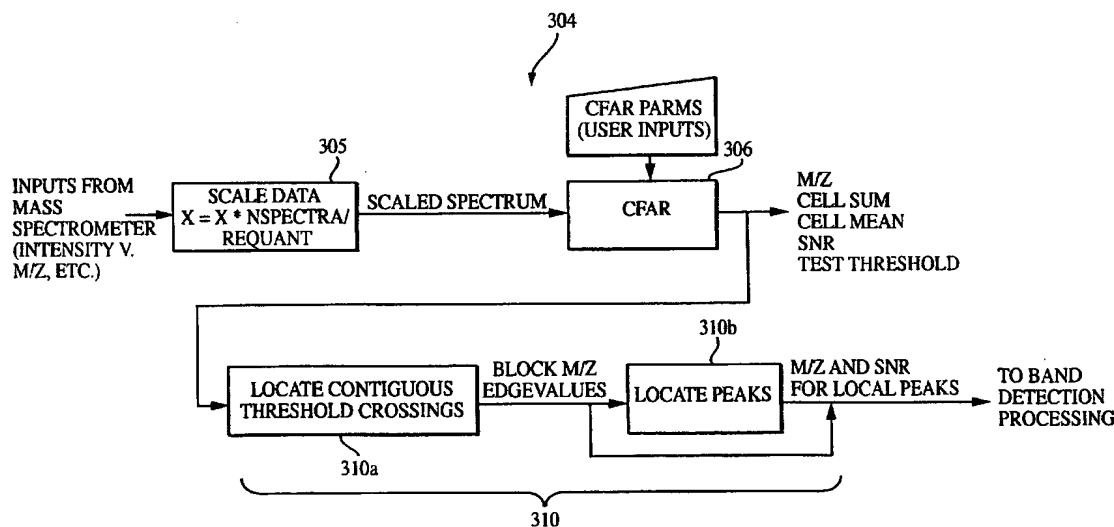 304
CFAR PARMS
(USER INPUTS)
305
306
INPUTS FROM
MASS
SPECTROMETER
(INTENSITY V.
M/Z, ETC.)
SCALE DATA
X = X * NSPECTRA/
REQUANT
SCALED SPECTRUM
CFAR
M/Z
CELL SUM
CELL MEAN
SNR
TEST THRESHOLD
310b
LOCATE CONTIGUOUS
THRESHOLD CROSSINGS
BLOCK M/Z
EDGEVALUES
LOCATE PEAKS
M/Z AND SNR
FOR LOCAL PEAKS
TO BAND
DETECTION
PROCESSING
310a
310